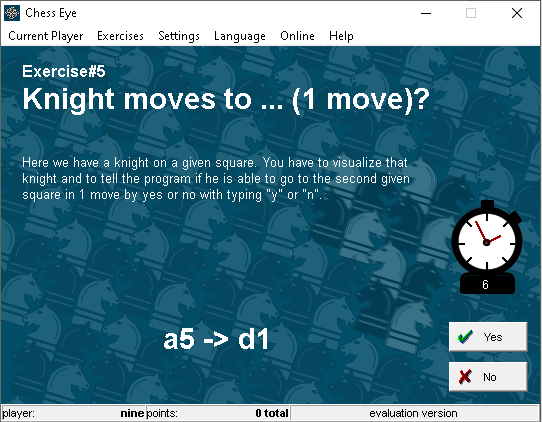 Chess Eye
Current Player Exercises Settings Language Online Help
Exercise#5
Knight moves to ... (1 move)?
Here we have a knight on a given square. You have to visualize that
knight and to tell the program if he is able to go to the second given
square in 1 move by yes or no with typing "y" or "n".
6
a5 -> d1
Yes
No
player: nine points: 0 total evaluation version